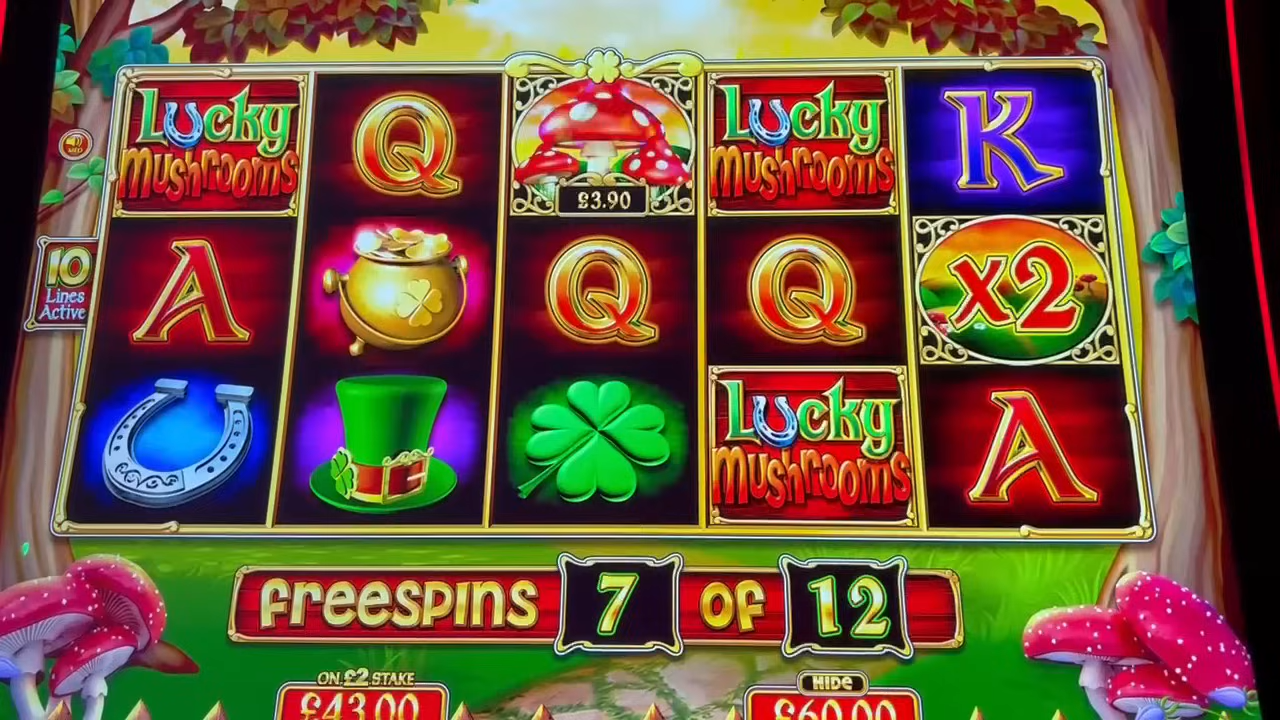 Lucky
Mushrooms
Q
£3.90
Lucky
Mushrooms
K
10
Lines
Active
A
Q
Q
x2
Lucky
Mushrooms
A
freespins 7 of 12
ON £2 STAKE
£43.00
HIDE
£60.00